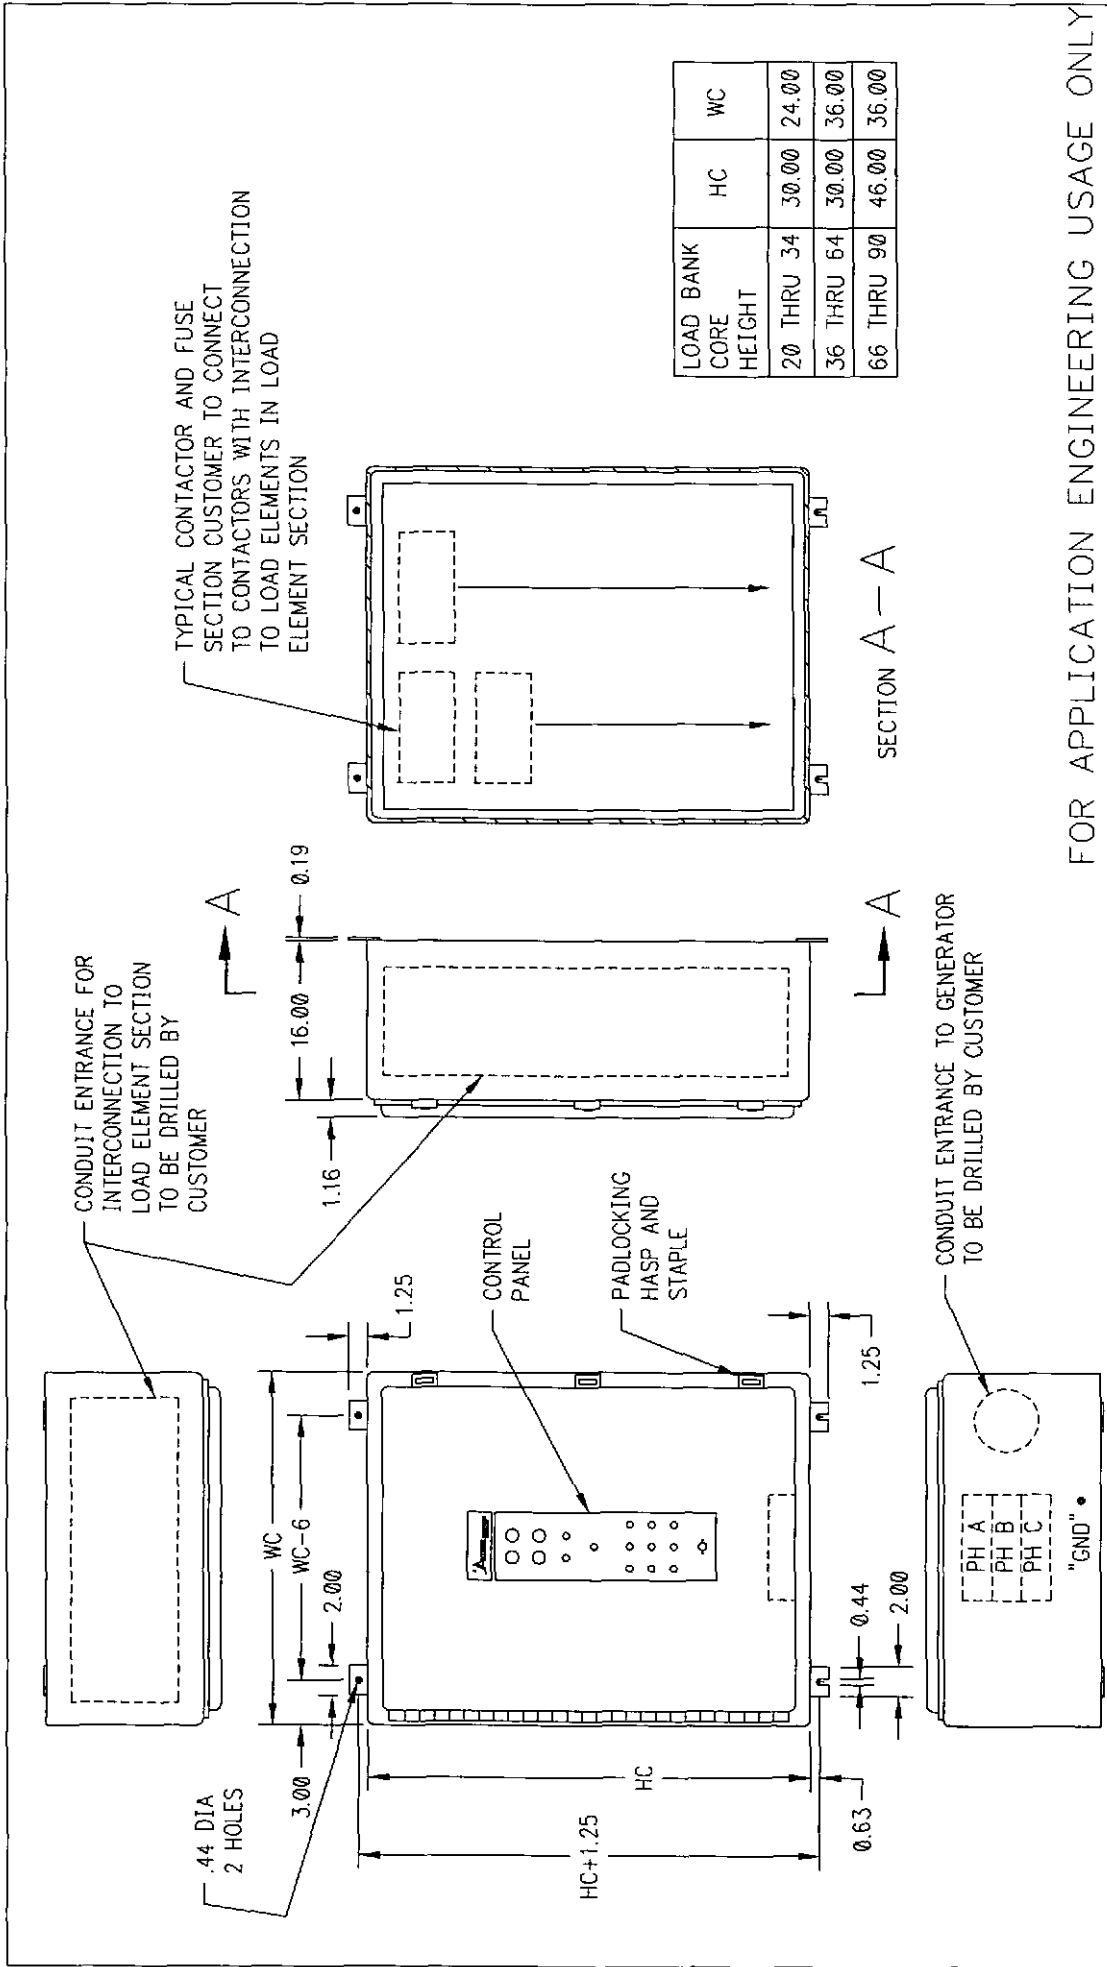 CONDUIT ENTRANCE FOR
INTERCONNECTION TO
LOAD ELEMENT SECTION
TO BE DRILLED BY
CUSTOMER
TYPICAL CONTACTOR AND FUSE
SECTION CUSTOMER TO CONNECT
TO CONTACTORS WITH INTERCONNECTION
TO LOAD ELEMENTS IN LOAD
ELEMENT SECTION
.44 DIA
2 HOLES
3.00
WC
WC-6
2.00
1.25
1.16
16.00
0.19
A
CONTROL
PANEL
PADLOCKING
HASP AND
STAPLE
HC
HC+1.25
0.63
0.44
2.00
1.25
A
SECTION A-A
LOAD BANK
CORE
HEIGHT HC WC
20 THRU 34 30.00 24.00
36 THRU 64 30.00 36.00
66 THRU 90 46.00 36.00
PH A
PH B
PH C
"GND"
CONDUIT ENTRANCE TO GENERATOR
TO BE DRILLED BY CUSTOMER
FOR APPLICATION ENGINEERING USAGE ONLY